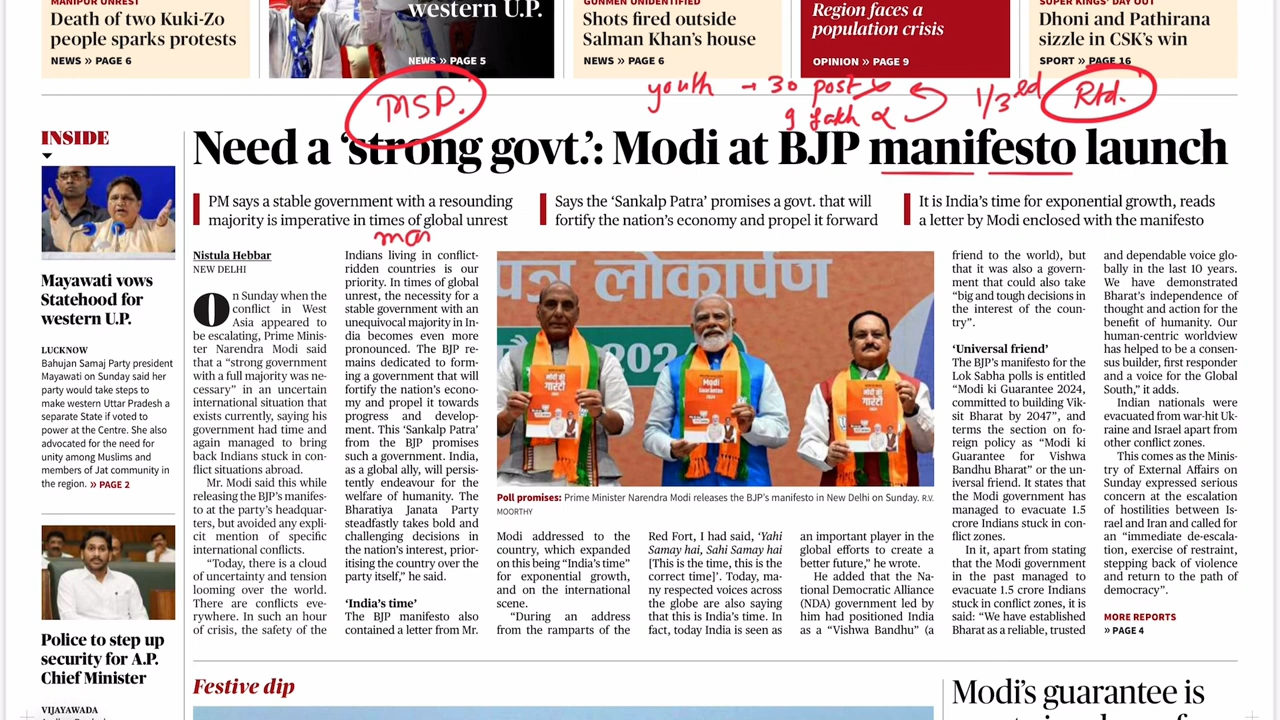 MANIPUR UNREST
Death of two Kuki-Zo
people sparks protests
NEWS » PAGE 6
western U.P.
NEWS » PAGE 5
GUNMEN UNIDENTIFIED
Shots fired outside
Salman Khan’s house
NEWS » PAGE 6
Region faces a
population crisis
OPINION » PAGE 9
SUPER KINGS’ DAY OUT
Dhoni and Pathirana
sizzle in CSK’s win
SPORT » PAGE 16
MSP.
youth → 30 post
9 lakh
1/3rd
Rtd.
INSIDE
Mayawati vows
Statehood for
western U.P.
LUCKNOW
Bahujan Samaj Party president
Mayawati on Sunday said her
party would take steps to
make western Uttar Pradesh a
separate State if voted to
power at the Centre. She also
advocated for the need for
unity among Muslims and
members of Jat community in
the region. » PAGE 2
Police to step up
security for A.P.
Chief Minister
VIJAYAWADA
Need a ‘strong govt.’: Modi at BJP manifesto launch
PM says a stable government with a resounding
majority is imperative in times of global unrest
Says the ‘Sankalp Patra’ promises a govt. that will
fortify the nation’s economy and propel it forward
It is India’s time for exponential growth, reads
a letter by Modi enclosed with the manifesto
Nistula Hebbar
NEW DELHI
On Sunday when the
conflict in West
Asia appeared to
be escalating, Prime Minis-
ter Narendra Modi said
that a “strong government
with a full majority was ne-
cessary” in an uncertain
international situation that
exists currently, saying his
government had time and
again managed to bring
back Indians stuck in con-
flict situations abroad.
Mr. Modi said this while
releasing the BJP’s manifes-
to at the party’s headquar-
ters, but avoided any expli-
cit mention of specific
international conflicts.
“Today, there is a cloud
of uncertainty and tension
looming over the world.
There are conflicts eve-
rywhere. In such an hour
of crisis, the safety of the
Indians living in conflict-
ridden countries is our
priority. In times of global
unrest, the necessity for a
stable government with an
unequivocal majority in In-
dia becomes even more
pronounced. The BJP re-
mains dedicated to form-
ing a government that will
fortify the nation’s econo-
my and propel it towards
progress and develop-
ment. This ‘Sankalp Patra’
from the BJP promises
such a government. India,
as a global ally, will persis-
tently endeavour for the
welfare of humanity. The
Bharatiya Janata Party
steadfastly takes bold and
challenging decisions in
the nation’s interest, prior-
itising the country over the
party itself,” he said.
‘India’s time’
The BJP manifesto also
contained a letter from Mr.
पत्र लोकार्पण
2024
मोदी की
गारंटी
मोदी की
गारंटी
Poll promises: Prime Minister Narendra Modi releases the BJP’s manifesto in New Delhi on Sunday. R.V.
MOORTHY
Modi addressed to the
country, which expanded
on this being “India’s time”
for exponential growth,
and on the international
scene.
“During an address
from the ramparts of the
Red Fort, I had said, ‘Yahi
Samay hai, Sahi Samay hai
[This is the time, this is the
correct time]’. Today, ma-
ny respected voices across
the globe are also saying
that this is India’s time. In
fact, today India is seen as
an important player in the
global efforts to create a
better future,” he wrote.
He added that the Na-
tional Democratic Alliance
(NDA) government led by
him had positioned India
as a “Vishwa Bandhu” (a
friend to the world), but
that it was also a govern-
ment that could also take
“big and tough decisions in
the interest of the coun-
try”.
‘Universal friend’
The BJP’s manifesto for the
Lok Sabha polls is entitled
“Modi ki Guarantee 2024,
committed to building Vik-
sit Bharat by 2047”, and
terms the section on fo-
reign policy as “Modi ki
Guarantee for Vishwa
Bandhu Bharat” or the un-
iversal friend. It states that
the Modi government has
managed to evacuate 1.5
crore Indians stuck in con-
flict zones.
In it, apart from stating
that the Modi government
in the past managed to
evacuate 1.5 crore Indians
stuck in conflict zones, it is
said: “We have established
Bharat as a reliable, trusted
and dependable voice glo-
bally in the last 10 years.
We have demonstrated
Bharat’s independence of
thought and action for the
benefit of humanity. Our
human-centric worldview
has helped to be a consen-
sus builder, first responder
and a voice for the Global
South,” it adds.
Indian nationals were
evacuated from war-hit Uk-
raine and Israel apart from
other conflict zones.
This comes as the Minis-
try of External Affairs on
Sunday expressed serious
concern at the escalation
of hostilities between Is-
rael and Iran and called for
an “immediate de-escala-
tion, exercise of restraint,
stepping back of violence
and return to the path of
democracy”.
MORE REPORTS
» PAGE 4
Festive dip
Modi’s guarantee is